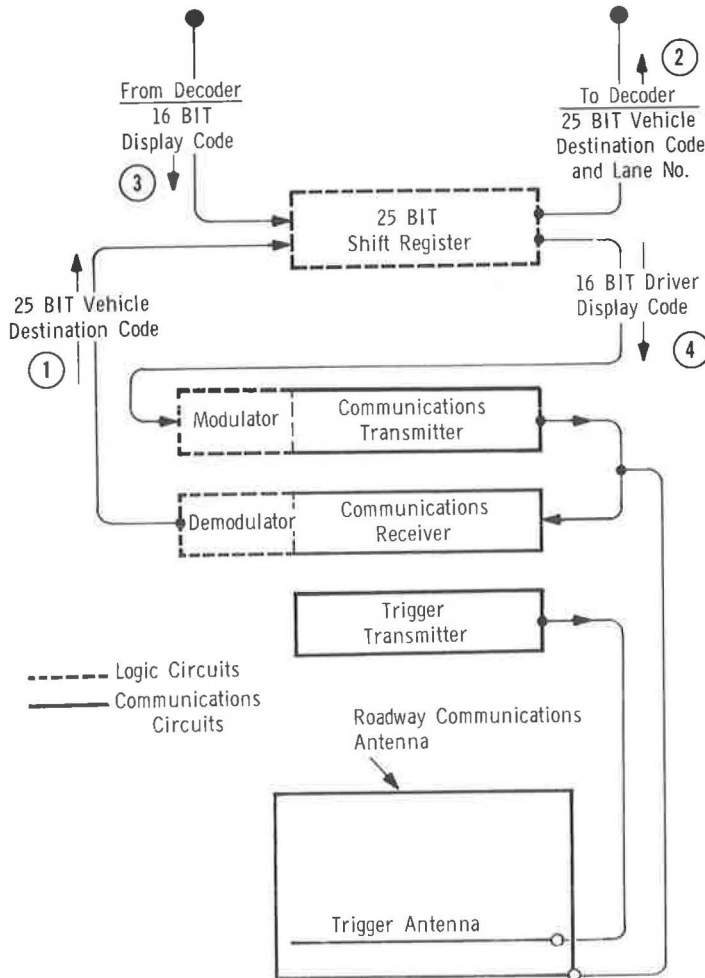 From Decoder
16 BIT
Display Code
3
2
To Decoder
25 BIT Vehicle
Destination Code
and Lane No.
25 BIT
Shift Register
25 BIT Vehicle
Destination Code
1
16 BIT Driver
Display Code
4
Modulator
Communications
Transmitter
Demodulator
Communications
Receiver
Trigger
Transmitter
Logic Circuits
Communications
Circuits
Roadway Communications
Antenna
Trigger Antenna